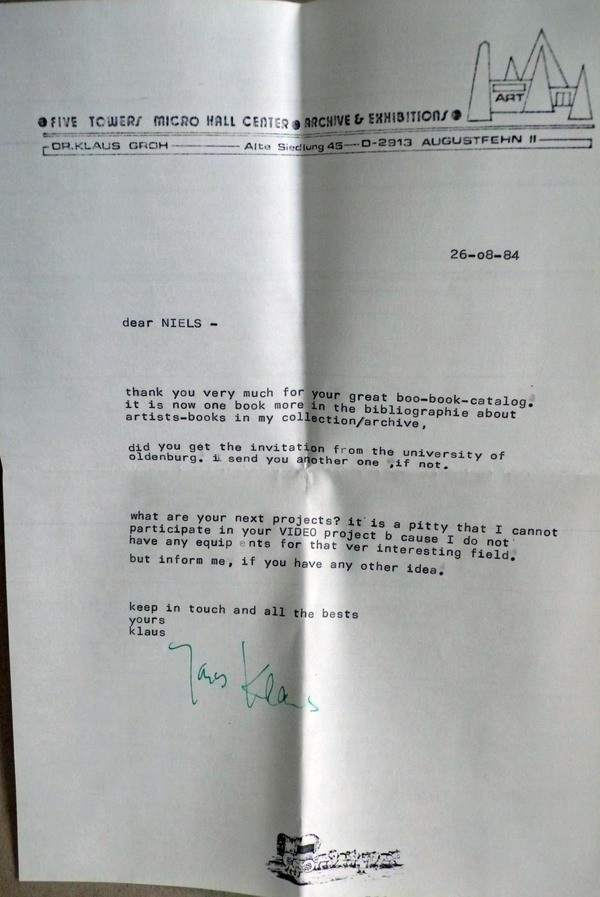 ART
FIVE TOWERS MICRO HALL CENTER ARCHIVE & EXHIBITIONS
DR.KLAUS GROH Alte Siedlung 45—D-2913 AUGUSTFEHN II
26-o8-84
dear NIELS -
thank you very much for your great boo-book-catalog.
it is now one book more in the bibliographie about
artists-books in my collection/archive,
did you get the invitation from the university of
oldenburg. i send you another one ,if not.
what are your next projects? it is a pitty that I cannot
participate in your VIDEO project b cause I do not
have any equip ents for that ver interesting field.
but inform me, if you have any other idea.
keep in touch and all the bests
yours
klaus
Klaus